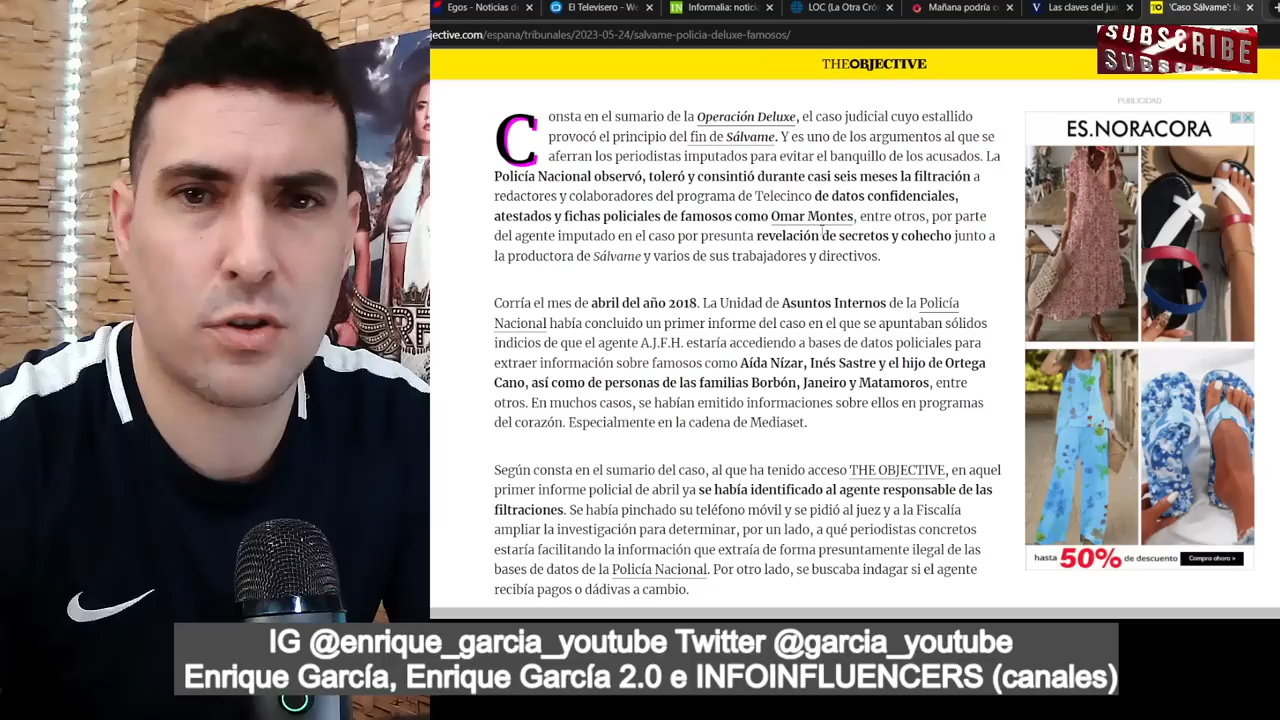 Egos - Noticias de
El Televisero - We
Informalia: notici
LOC (La Otra Crón
Mañana podría c
Las claves del jui
'Caso Sálvame': la
jective.com/espana/tribunales/2023-05-24/salvame-policia-deluxe-famosos/
SUBSCRIBE
THEOBJECTIVE
Consta en el sumario de la Operación Deluxe, el caso judicial cuyo estallido
provocó el principio del fin de Sálvame. Y es uno de los argumentos al que se
aferran los periodistas imputados para evitar el banquillo de los acusados. La
Policía Nacional observó, toleró y consintió durante casi seis meses la filtración a
redactores y colaboradores del programa de Telecinco de datos confidenciales,
atestados y fichas policiales de famosos como Omar Montes, entre otros, por parte
del agente imputado en el caso por presunta revelación de secretos y cohecho junto a
la productora de Sálvame y varios de sus trabajadores y directivos.
Corría el mes de abril del año 2018. La Unidad de Asuntos Internos de la Policía
Nacional había concluido un primer informe del caso en el que se apuntaban sólidos
indicios de que el agente A.J.F.H. estaría accediendo a bases de datos policiales para
extraer información sobre famosos como Aída Nízar, Inés Sastre y el hijo de Ortega
Cano, así como de personas de las familias Borbón, Janeiro y Matamoros, entre
otros. En muchos casos, se habían emitido informaciones sobre ellos en programas
del corazón. Especialmente en la cadena de Mediaset.
Según consta en el sumario del caso, al que ha tenido acceso THE OBJECTIVE, en aquel
primer informe policial de abril ya se había identificado al agente responsable de las
filtraciones. Se había pinchado su teléfono móvil y se pidió al juez y a la Fiscalía
ampliar la investigación para determinar, por un lado, a qué periodistas concretos
estaría facilitando la información que extraía de forma presuntamente ilegal de las
bases de datos de la Policía Nacional. Por otro lado, se buscaba indagar si el agente
recibía pagos o dádivas a cambio.
PUBLICIDAD
ES.NORACORA
hasta 50% de descuento
Compra ahora >
IG @enrique_garcia_youtube Twitter @garcia_youtube
Enrique García, Enrique García 2.0 e INFOINFLUENCERS (canales)